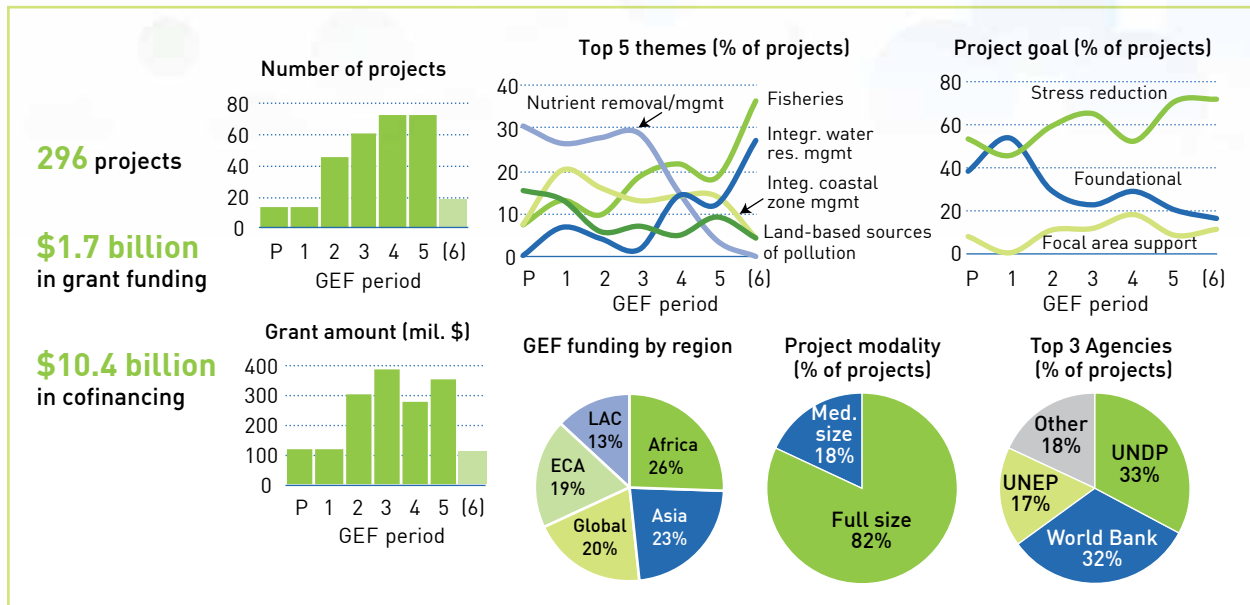 296 projects
$1.7 billion
in grant funding
$10.4 billion
in cofinancing
Number of projects
80
60
40
20
0
P 1 2 3 4 5 (6)
GEF period
Top 5 themes (% of projects)
40
30
20
10
0
Nutrient removal/mgmt
Fisheries
Integr. water
res. mgmt
Integ. coastal
zone mgmt
Land-based sources
of pollution
P 1 2 3 4 5 (6)
GEF period
Project goal (% of projects)
80
60
40
20
0
Stress reduction
Foundational
Focal area support
P 1 2 3 4 5 (6)
GEF period
Grant amount (mil. $)
400
300
200
100
0
P 1 2 3 4 5 (6)
GEF period
GEF funding by region
LAC
13%
Africa
26%
ECA
19%
Global
20%
Asia
23%
Project modality
(% of projects)
Med.
size
18%
Full size
82%
Top 3 Agencies
(% of projects)
Other
18%
UNDP
33%
UNEP
17%
World Bank
32%